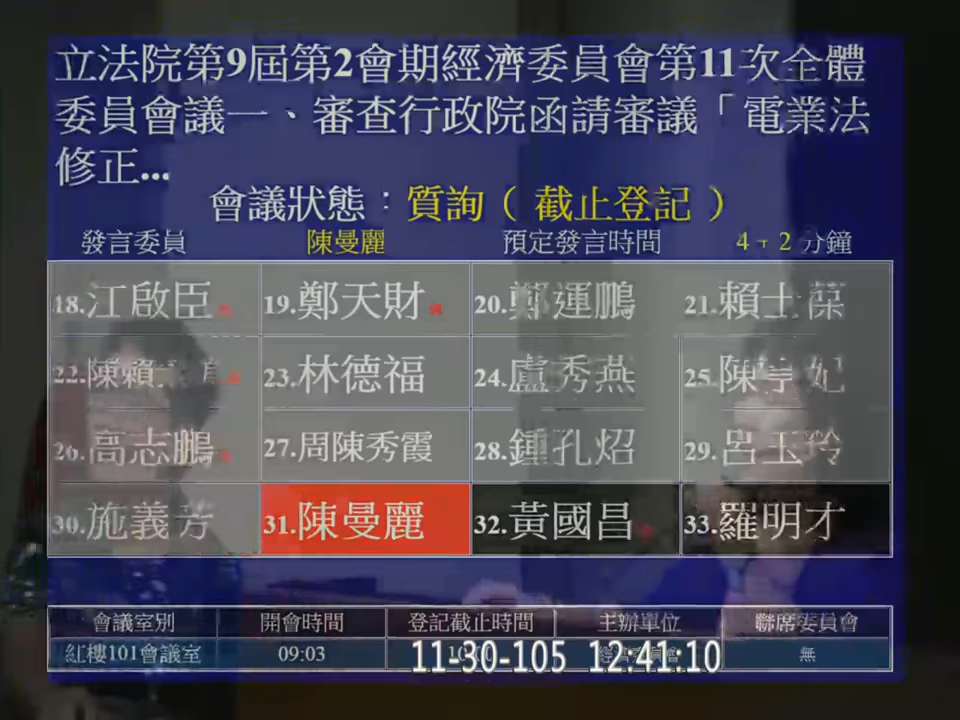 立法院第9屆第2會期經濟委員會第11次全體
委員會議一、審查行政院函請審議「電業法
修正...
會議狀態：質詢（截止登記）
發言委員 陳曼麗 預定發言時間 4＋2 分鐘
18.江啟臣 19.鄭天財 20.鄭運鵬 21.賴士葆
22.陳賴 23.林德福 24.盧秀燕 25.陳亭妃
26.高志鵬 27.周陳秀霞 28.鍾孔炤 29.呂玉玲
30.施義芳 31.陳曼麗 32.黃國昌 33.羅明才
會議室別 開會時間 登記截止時間 主辦單位 聯席委員會
紅樓101會議室 09:03 無
11-30-105 12:41:10